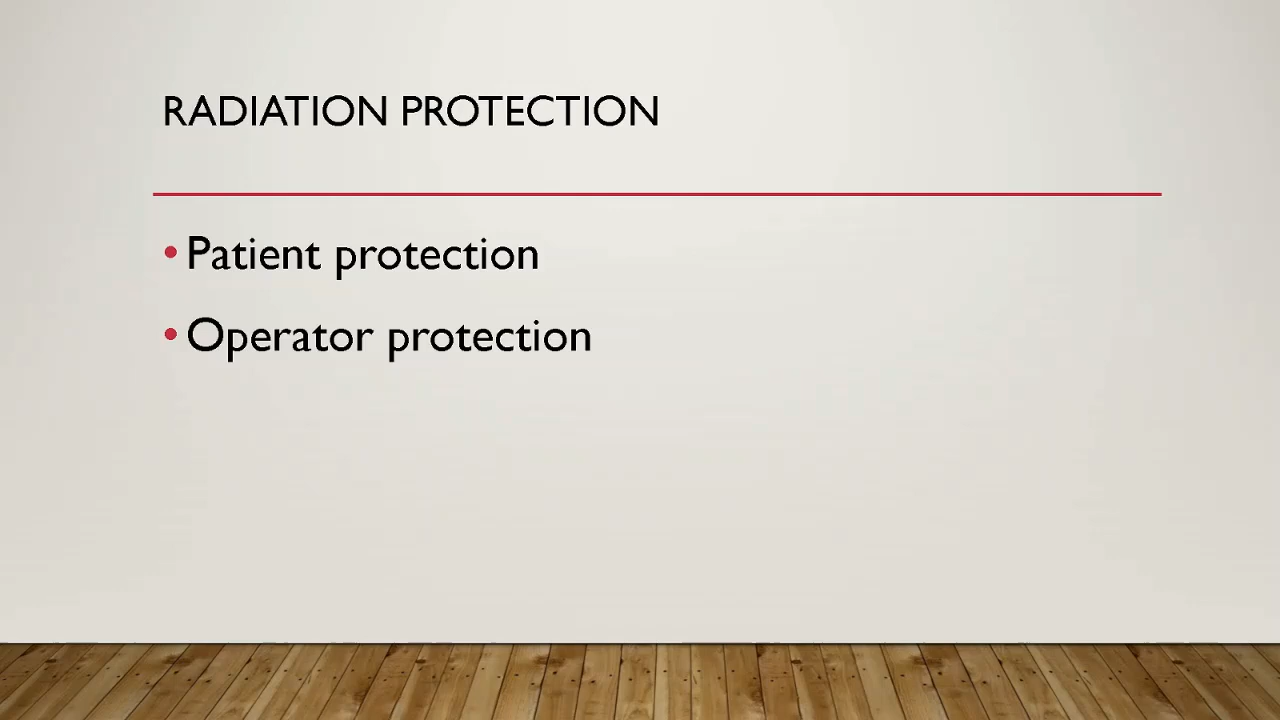 RADIATION PROTECTION
• Patient protection
• Operator protection